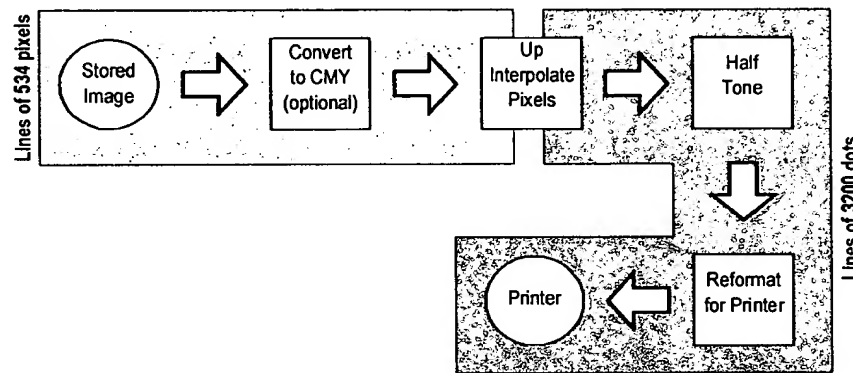 Lines of 534 pixels
Stored
Image
Convert
to CMY
(optional)
Up
Interpolate
Pixels
Half
Tone
Lines of 3200 dots
Printer
Reformat
for Printer